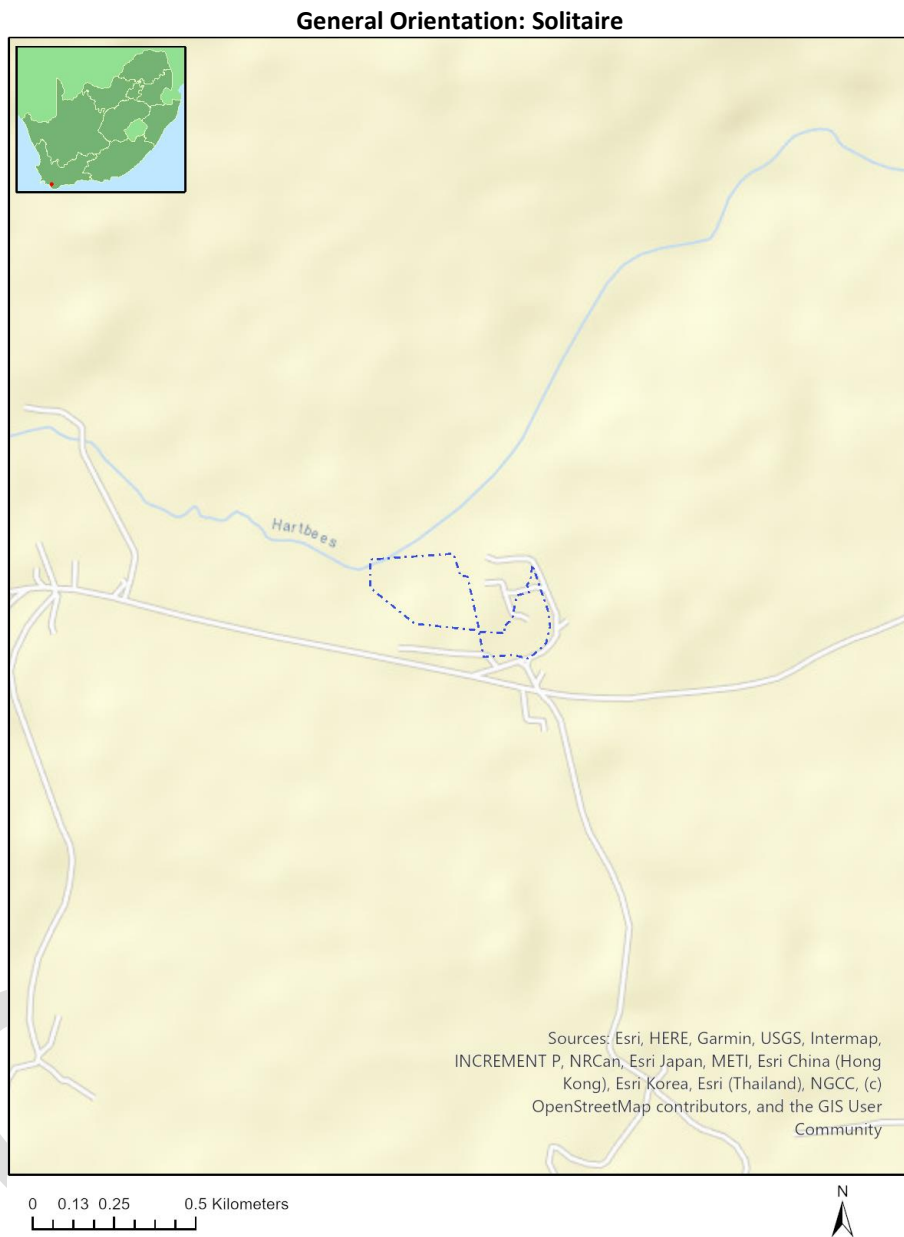 General Orientation: Solitaire
Hartbees
Sources: Esri, HERE, Garmin, USGS, Intermap,
INCREMENT P, NRCan, Esri Japan, METI, Esri China (Hong
Kong), Esri Korea, Esri (Thailand), NGCC, (c)
OpenStreetMap contributors, and the GIS User
Community
0 0.13 0.25 0.5 Kilometers
N